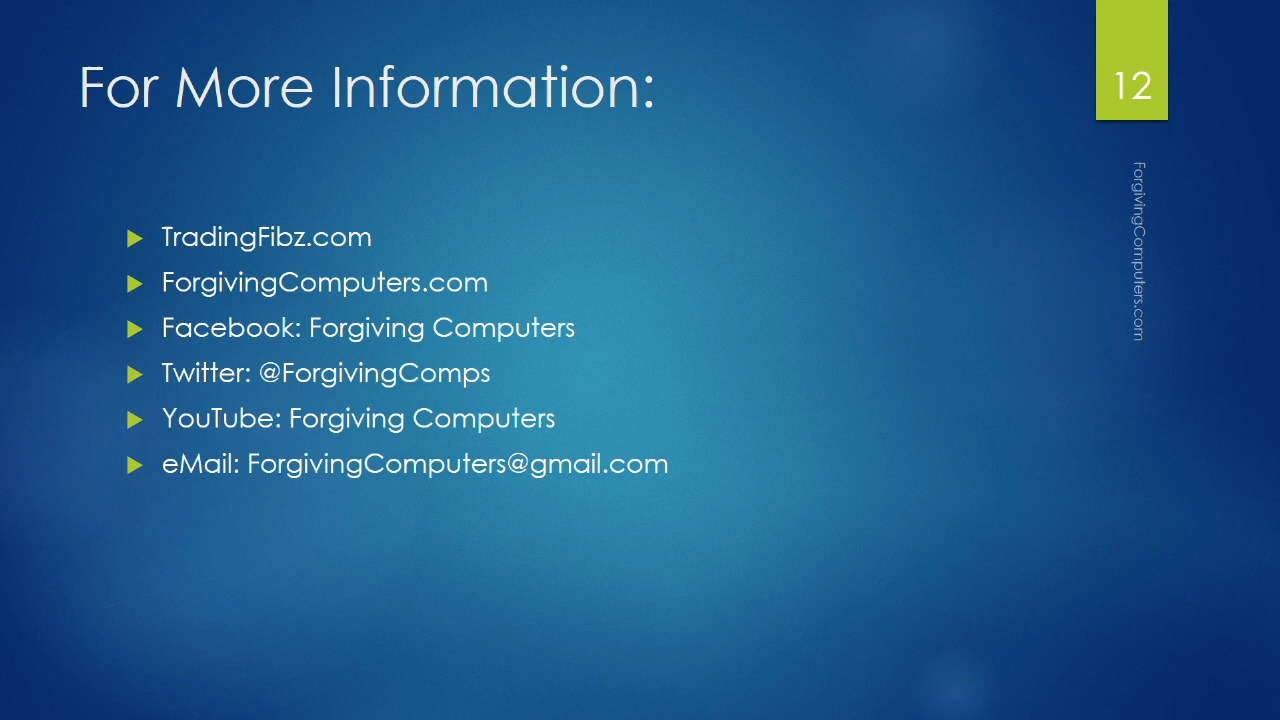 For More Information:
12
ForgivingComputers.com
TradingFibz.com
ForgivingComputers.com
Facebook: Forgiving Computers
Twitter: @ForgivingComps
YouTube: Forgiving Computers
eMail: ForgivingComputers@gmail.com